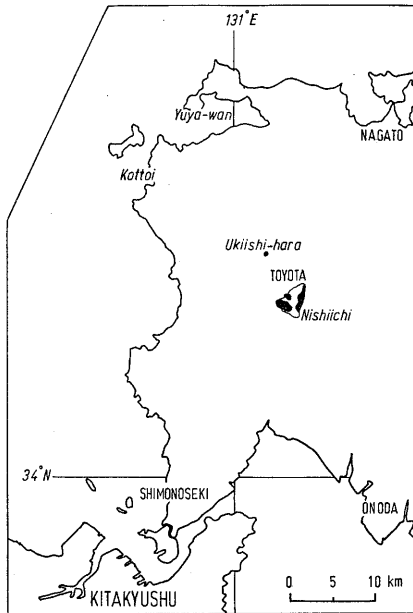 131°E
Yuya-wan
NAGATO
Kottoi
Ukiishi-hara
TOYOTA
Nishiichi
34°N
SHIMONOSEKI
ONODA
KITAKYUSHU
0 5 10 km